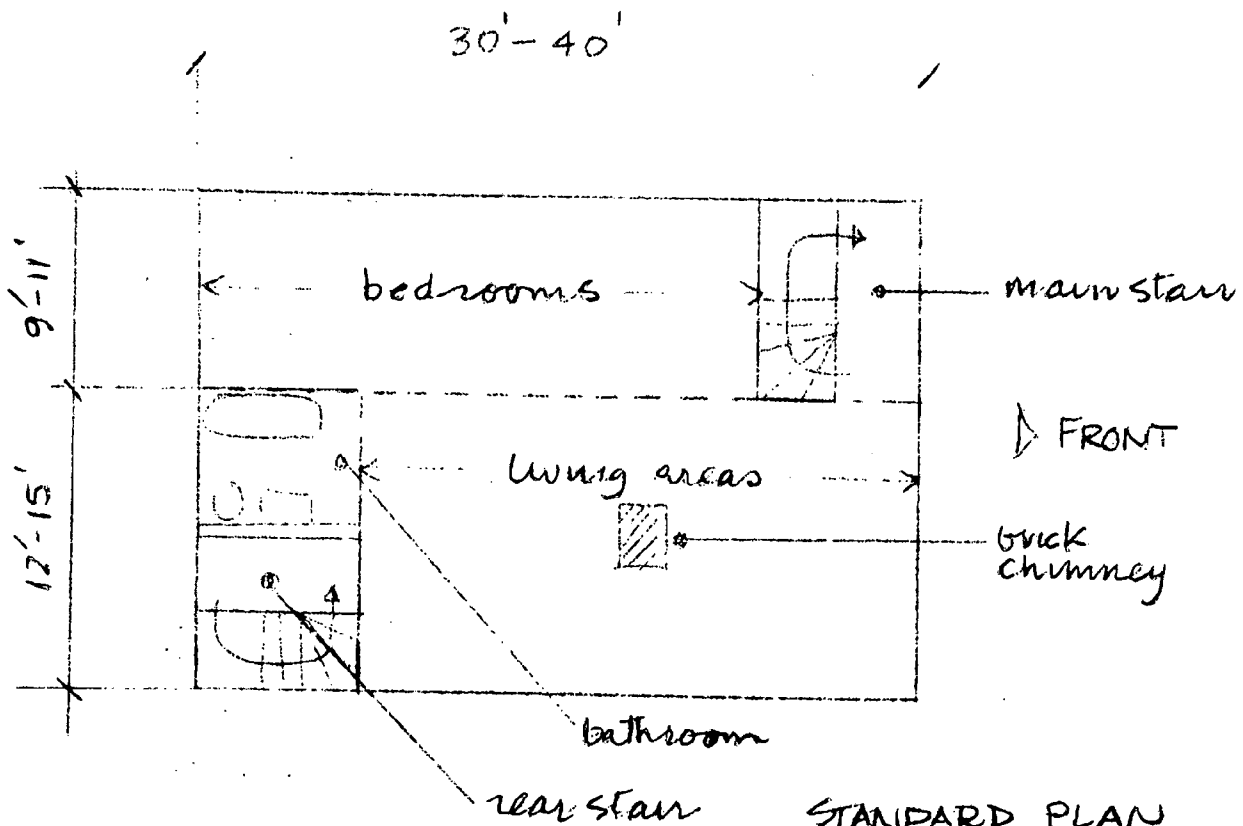 30'-40'
9'-11'
bedrooms
main stair
FRONT
living areas
12'-15'
brick
chimney
bathroom
rear stair
STANDARD PLAN